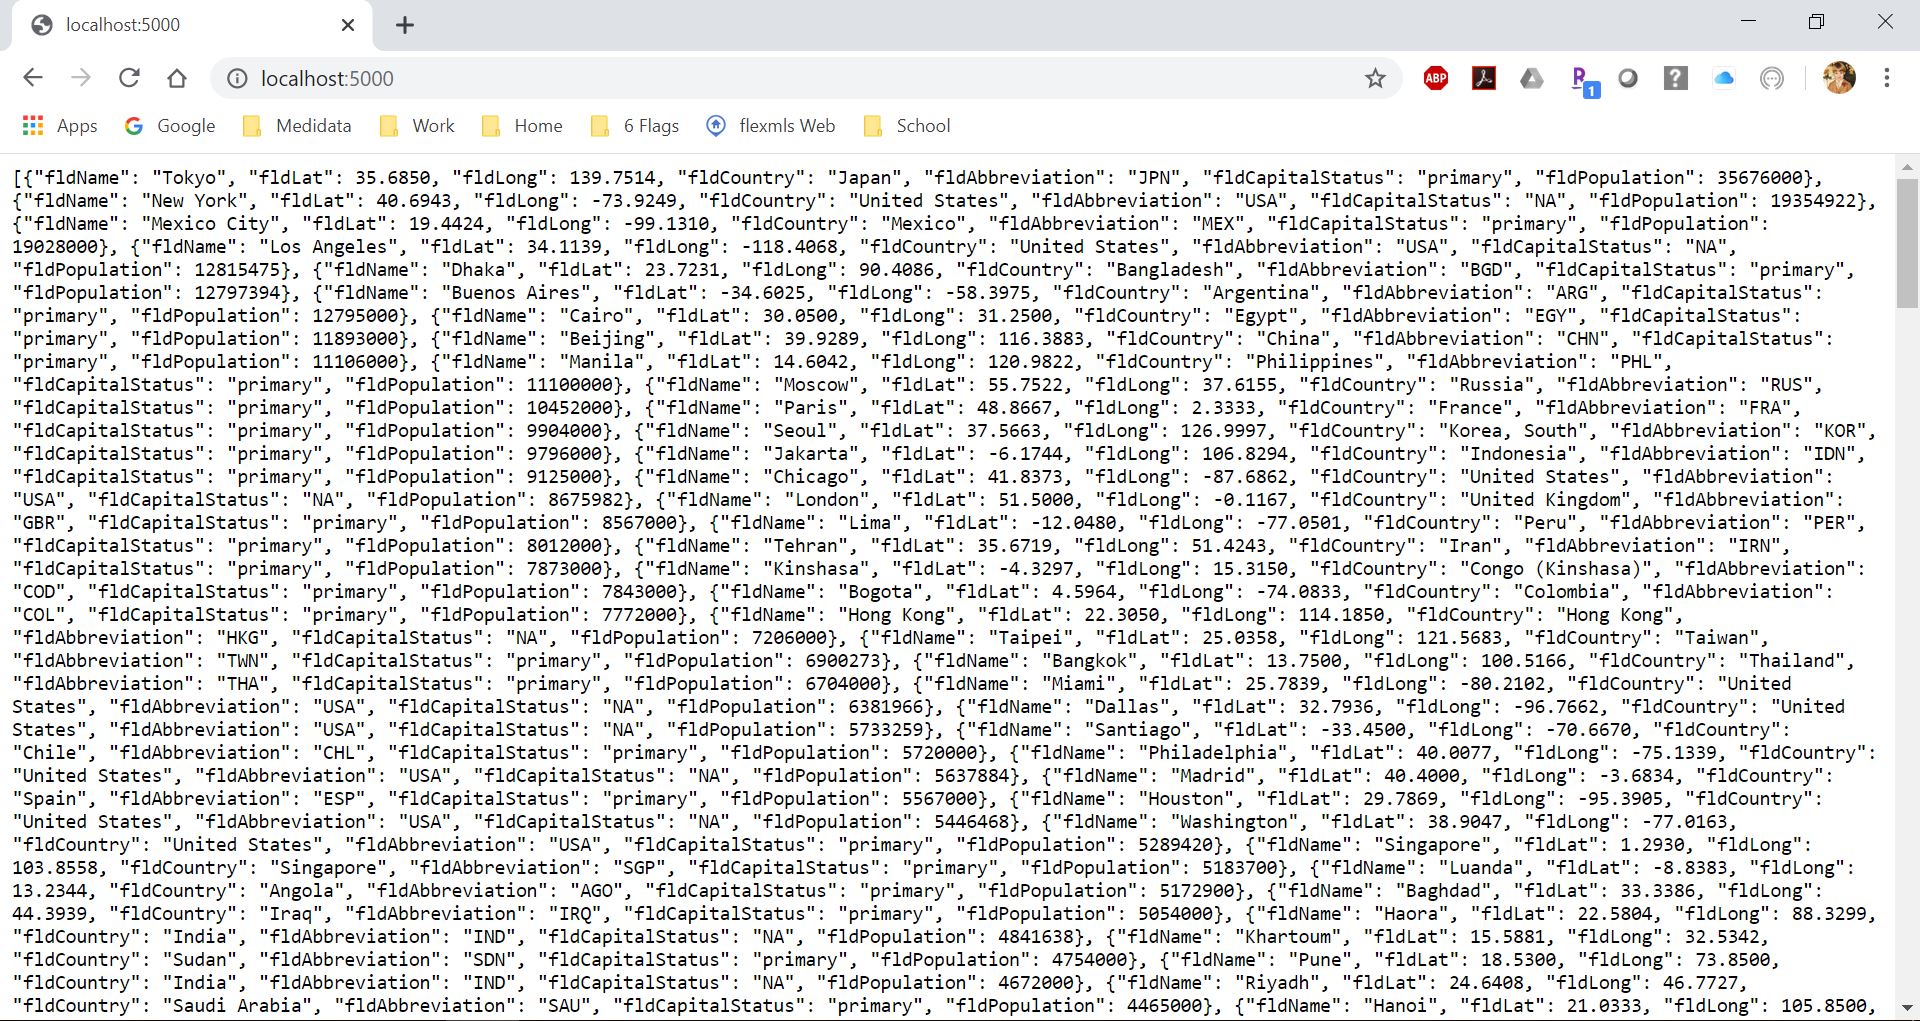 localhost:5000
localhost:5000
ABP
1
Apps Google Medidata Work Home 6 Flags flexmls Web School
[{"fldName": "Tokyo", "fldLat": 35.6850, "fldLong": 139.7514, "fldCountry": "Japan", "fldAbbreviation": "JPN", "fldCapitalStatus": "primary", "fldPopulation": 35676000},
{"fldName": "New York", "fldLat": 40.6943, "fldLong": -73.9249, "fldCountry": "United States", "fldAbbreviation": "USA", "fldCapitalStatus": "NA", "fldPopulation": 19354922},
{"fldName": "Mexico City", "fldLat": 19.4424, "fldLong": -99.1310, "fldCountry": "Mexico", "fldAbbreviation": "MEX", "fldCapitalStatus": "primary", "fldPopulation":
19028000}, {"fldName": "Los Angeles", "fldLat": 34.1139, "fldLong": -118.4068, "fldCountry": "United States", "fldAbbreviation": "USA", "fldCapitalStatus": "NA",
"fldPopulation": 12815475}, {"fldName": "Dhaka", "fldLat": 23.7231, "fldLong": 90.4086, "fldCountry": "Bangladesh", "fldAbbreviation": "BGD", "fldCapitalStatus": "primary",
"fldPopulation": 12797394}, {"fldName": "Buenos Aires", "fldLat": -34.6025, "fldLong": -58.3975, "fldCountry": "Argentina", "fldAbbreviation": "ARG", "fldCapitalStatus":
"primary", "fldPopulation": 12795000}, {"fldName": "Cairo", "fldLat": 30.0500, "fldLong": 31.2500, "fldCountry": "Egypt", "fldAbbreviation": "EGY", "fldCapitalStatus":
"primary", "fldPopulation": 11893000}, {"fldName": "Beijing", "fldLat": 39.9289, "fldLong": 116.3883, "fldCountry": "China", "fldAbbreviation": "CHN", "fldCapitalStatus":
"primary", "fldPopulation": 11106000}, {"fldName": "Manila", "fldLat": 14.6042, "fldLong": 120.9822, "fldCountry": "Philippines", "fldAbbreviation": "PHL",
"fldCapitalStatus": "primary", "fldPopulation": 11100000}, {"fldName": "Moscow", "fldLat": 55.7522, "fldLong": 37.6155, "fldCountry": "Russia", "fldAbbreviation": "RUS",
"fldCapitalStatus": "primary", "fldPopulation": 10452000}, {"fldName": "Paris", "fldLat": 48.8667, "fldLong": 2.3333, "fldCountry": "France", "fldAbbreviation": "FRA",
"fldCapitalStatus": "primary", "fldPopulation": 9904000}, {"fldName": "Seoul", "fldLat": 37.5663, "fldLong": 126.9997, "fldCountry": "Korea, South", "fldAbbreviation": "KOR",
"fldCapitalStatus": "primary", "fldPopulation": 9796000}, {"fldName": "Jakarta", "fldLat": -6.1744, "fldLong": 106.8294, "fldCountry": "Indonesia", "fldAbbreviation": "IDN",
"fldCapitalStatus": "primary", "fldPopulation": 9125000}, {"fldName": "Chicago", "fldLat": 41.8373, "fldLong": -87.6862, "fldCountry": "United States", "fldAbbreviation":
"USA", "fldCapitalStatus": "NA", "fldPopulation": 8675982}, {"fldName": "London", "fldLat": 51.5000, "fldLong": -0.1167, "fldCountry": "United Kingdom", "fldAbbreviation":
"GBR", "fldCapitalStatus": "primary", "fldPopulation": 8567000}, {"fldName": "Lima", "fldLat": -12.0480, "fldLong": -77.0501, "fldCountry": "Peru", "fldAbbreviation": "PER",
"fldCapitalStatus": "primary", "fldPopulation": 8012000}, {"fldName": "Tehran", "fldLat": 35.6719, "fldLong": 51.4243, "fldCountry": "Iran", "fldAbbreviation": "IRN",
"fldCapitalStatus": "primary", "fldPopulation": 7873000}, {"fldName": "Kinshasa", "fldLat": -4.3297, "fldLong": 15.3150, "fldCountry": "Congo (Kinshasa)", "fldAbbreviation":
"COD", "fldCapitalStatus": "primary", "fldPopulation": 7843000}, {"fldName": "Bogota", "fldLat": 4.5964, "fldLong": -74.0833, "fldCountry": "Colombia", "fldAbbreviation":
"COL", "fldCapitalStatus": "primary", "fldPopulation": 7772000}, {"fldName": "Hong Kong", "fldLat": 22.3050, "fldLong": 114.1850, "fldCountry": "Hong Kong",
"fldAbbreviation": "HKG", "fldCapitalStatus": "NA", "fldPopulation": 7206000}, {"fldName": "Taipei", "fldLat": 25.0358, "fldLong": 121.5683, "fldCountry": "Taiwan",
"fldAbbreviation": "TWN", "fldCapitalStatus": "primary", "fldPopulation": 6900273}, {"fldName": "Bangkok", "fldLat": 13.7500, "fldLong": 100.5166, "fldCountry": "Thailand",
"fldAbbreviation": "THA", "fldCapitalStatus": "primary", "fldPopulation": 6704000}, {"fldName": "Miami", "fldLat": 25.7839, "fldLong": -80.2102, "fldCountry": "United
States", "fldAbbreviation": "USA", "fldCapitalStatus": "NA", "fldPopulation": 6381966}, {"fldName": "Dallas", "fldLat": 32.7936, "fldLong": -96.7662, "fldCountry": "United
States", "fldAbbreviation": "USA", "fldCapitalStatus": "NA", "fldPopulation": 5733259}, {"fldName": "Santiago", "fldLat": -33.4500, "fldLong": -70.6670, "fldCountry":
"Chile", "fldAbbreviation": "CHL", "fldCapitalStatus": "primary", "fldPopulation": 5720000}, {"fldName": "Philadelphia", "fldLat": 40.0077, "fldLong": -75.1339, "fldCountry":
"United States", "fldAbbreviation": "USA", "fldCapitalStatus": "NA", "fldPopulation": 5637884}, {"fldName": "Madrid", "fldLat": 40.4000, "fldLong": -3.6834, "fldCountry":
"Spain", "fldAbbreviation": "ESP", "fldCapitalStatus": "primary", "fldPopulation": 5567000}, {"fldName": "Houston", "fldLat": 29.7869, "fldLong": -95.3905, "fldCountry":
"United States", "fldAbbreviation": "USA", "fldCapitalStatus": "NA", "fldPopulation": 5446468}, {"fldName": "Washington", "fldLat": 38.9047, "fldLong": -77.0163,
"fldCountry": "United States", "fldAbbreviation": "USA", "fldCapitalStatus": "primary", "fldPopulation": 5289420}, {"fldName": "Singapore", "fldLat": 1.2930, "fldLong":
103.8558, "fldCountry": "Singapore", "fldAbbreviation": "SGP", "fldCapitalStatus": "primary", "fldPopulation": 5183700}, {"fldName": "Luanda", "fldLat": -8.8383, "fldLong":
13.2344, "fldCountry": "Angola", "fldAbbreviation": "AGO", "fldCapitalStatus": "primary", "fldPopulation": 5172900}, {"fldName": "Baghdad", "fldLat": 33.3386, "fldLong":
44.3939, "fldCountry": "Iraq", "fldAbbreviation": "IRQ", "fldCapitalStatus": "primary", "fldPopulation": 5054000}, {"fldName": "Haora", "fldLat": 22.5804, "fldLong": 88.3299,
"fldCountry": "India", "fldAbbreviation": "IND", "fldCapitalStatus": "NA", "fldPopulation": 4841638}, {"fldName": "Khartoum", "fldLat": 15.5881, "fldLong": 32.5342,
"fldCountry": "Sudan", "fldAbbreviation": "SDN", "fldCapitalStatus": "primary", "fldPopulation": 4754000}, {"fldName": "Pune", "fldLat": 18.5300, "fldLong": 73.8500,
"fldCountry": "India", "fldAbbreviation": "IND", "fldCapitalStatus": "NA", "fldPopulation": 4672000}, {"fldName": "Riyadh", "fldLat": 24.6408, "fldLong": 46.7727,
"fldCountry": "Saudi Arabia", "fldAbbreviation": "SAU", "fldCapitalStatus": "primary", "fldPopulation": 4465000}, {"fldName": "Hanoi", "fldLat": 21.0333, "fldLong": 105.8500,